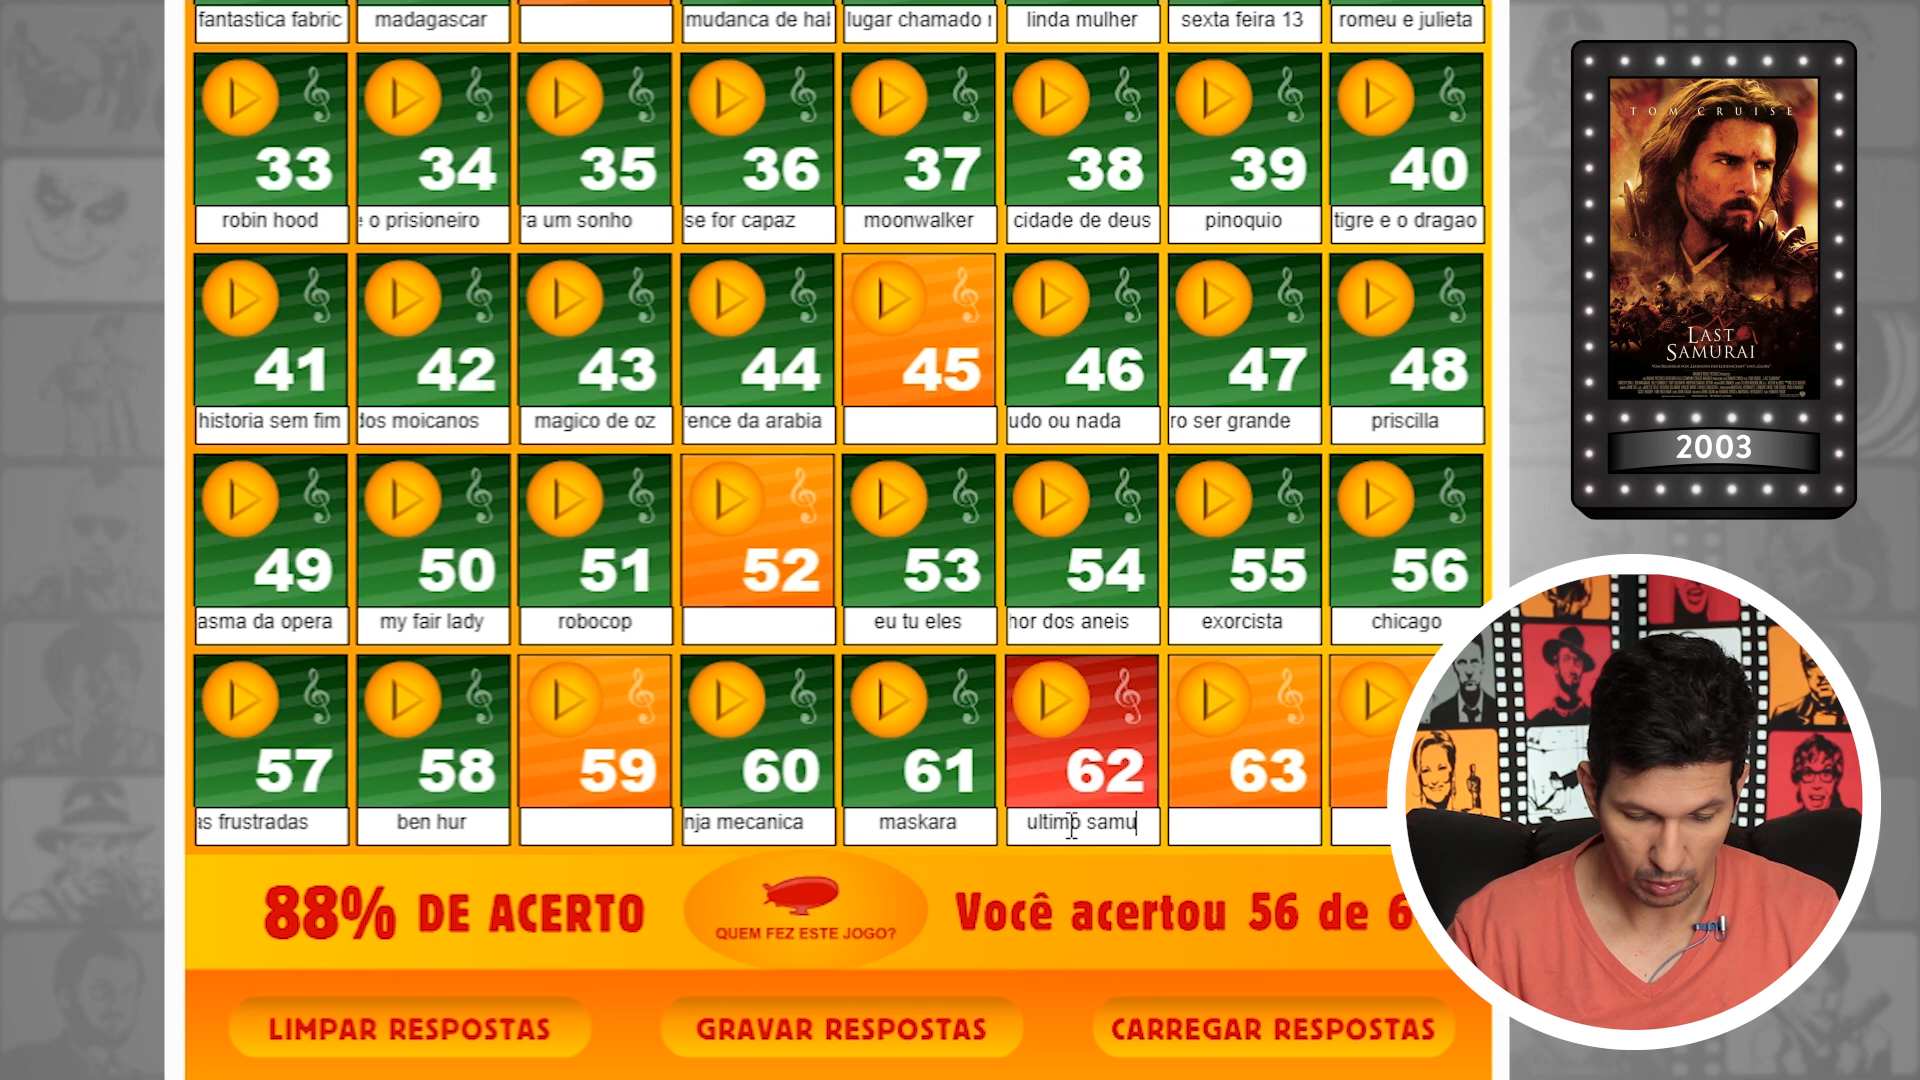 fantastica fabric
madagascar
mudanca de hal
lugar chamado
linda mulher
sexta feira 13
romeu e julieta
33 34 35 36 37 38 39 40
robin hood
o prisioneiro
a um sonho
se for capaz
moonwalker
cidade de deus
pinoquio
tigre e o dragao
41 42 43 44 45 46 47 48
historia sem fim
dos moicanos
magico de oz
rence da arabia
udo ou nada
ro ser grande
priscilla
49 50 51 52 53 54 55 56
asma da opera
my fair lady
robocop
eu tu eles
hor dos aneis
exorcista
chicago
57 58 59 60 61 62 63
as frustradas
ben hur
nja mecanica
maskara
ultimo samu
88% DE ACERTO
QUEM FEZ ESTE JOGO?
Você acertou 56 de 6
LIMPAR RESPOSTAS
GRAVAR RESPOSTAS
CARREGAR RESPOSTAS
TOM CRUISE
LAST
SAMURAI
2003